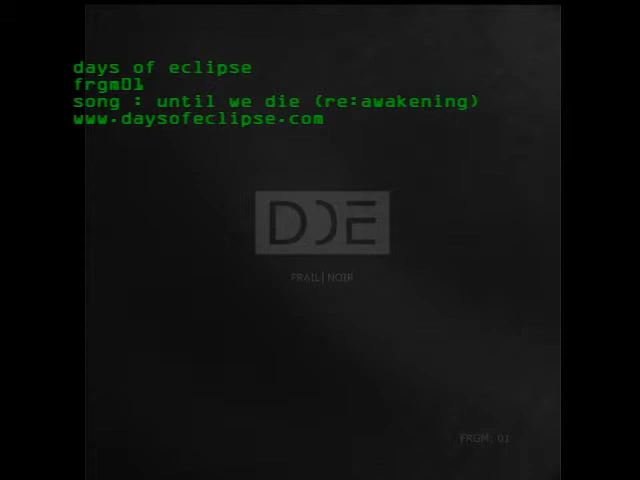 days of eclipse
frgm01
song : until we die (re:awakening)
www.daysofeclipse.com
DOE
FRAIL|NOIR
FRGM: 01